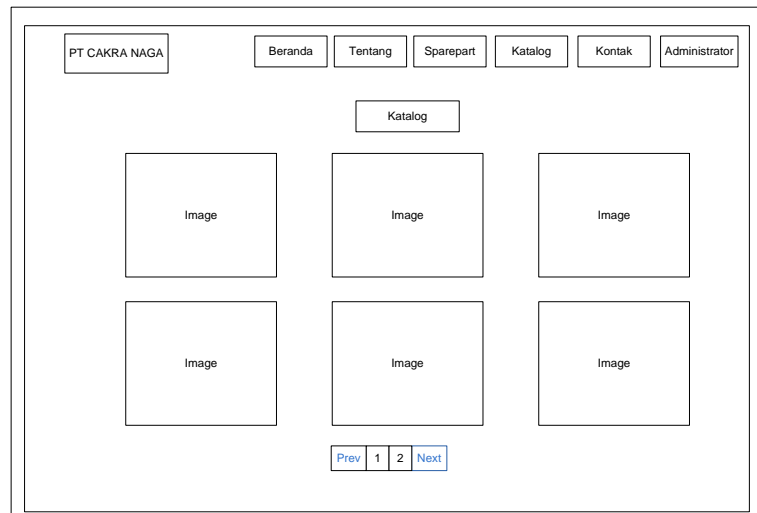 PT CAKRA NAGA
Beranda
Tentang
Sparepart
Katalog
Kontak
Administrator
Katalog
Image
Image
Image
Image
Image
Image
Prev 1 2 Next